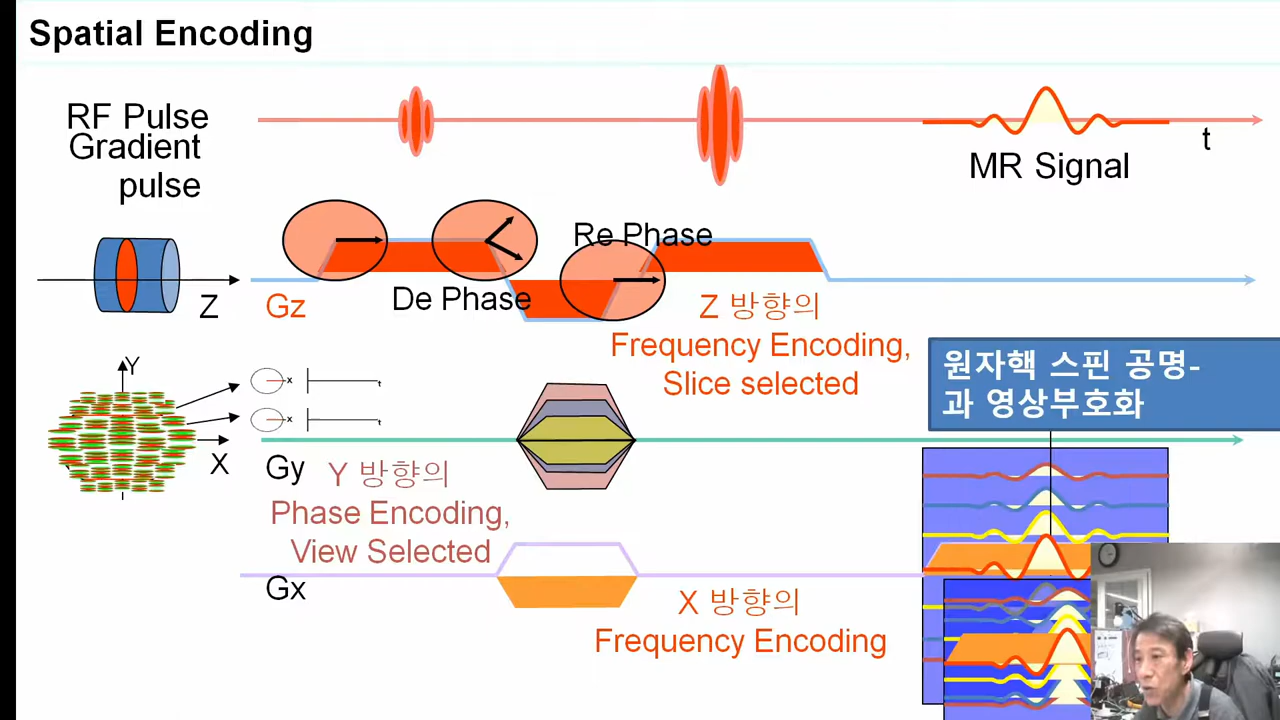 Spatial Encoding
RF Pulse
Gradient
pulse
t
MR Signal
Re Phase
De Phase
Z
Gz
Z 방향의
Frequency Encoding,
Slice selected
원자핵 스핀 공명-
과 영상부호화
Y
x
t
x
t
X
Gy
Y 방향의
Phase Encoding,
View Selected
Gx
X 방향의
Frequency Encoding